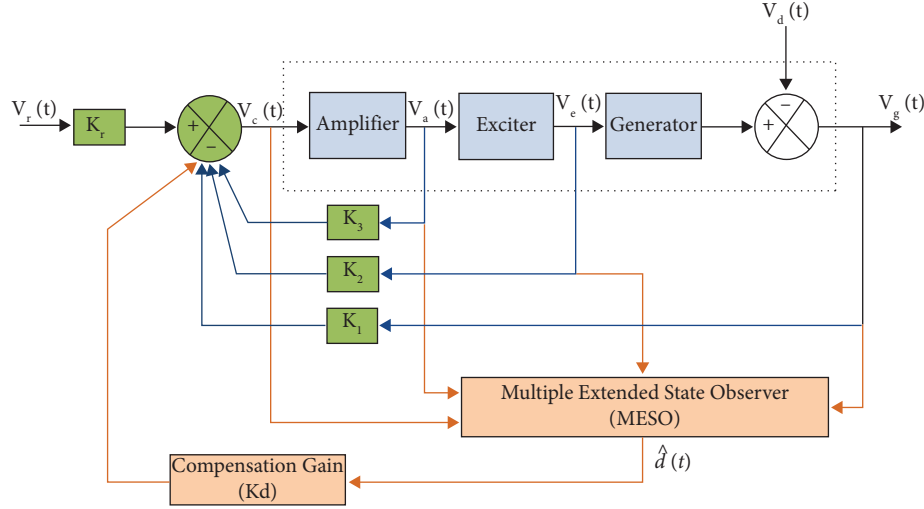 V_d (t)
V_r (t)
K_r
+
−
V_c (t)
Amplifier
V_a (t)
Exciter
V_e (t)
Generator
−
+
V_g (t)
K_3
K_2
K_1
Multiple Extended State Observer
(MESO)
d̂ (t)
Compensation Gain
(Kd)